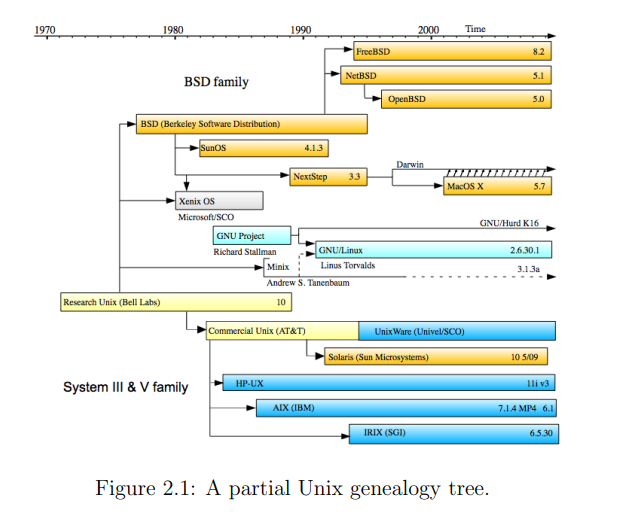 1970 1980 1990 2000 Time
FreeBSD 8.2
BSD family
NetBSD 5.1
OpenBSD 5.0
BSD (Berkeley Software Distribution)
SunOS 4.1.3
Darwin
NextStep 3.3
MacOS X 5.7
Xenix OS
Microsoft/SCO
GNU/Hurd K16
GNU Project
Richard Stallman
GNU/Linux 2.6.30.1
Linus Torvalds
Minix 3.1.3a
Andrew S. Tanenbaum
Research Unix (Bell Labs) 10
Commercial Unix (AT&T) UnixWare (Univel/SCO)
Solaris (Sun Microsystems) 10 5/09
System III & V family
HP-UX 11i v3
AIX (IBM) 7.1.4 MP4 6.1
IRIX (SGI) 6.5.30
Figure 2.1: A partial Unix genealogy tree.